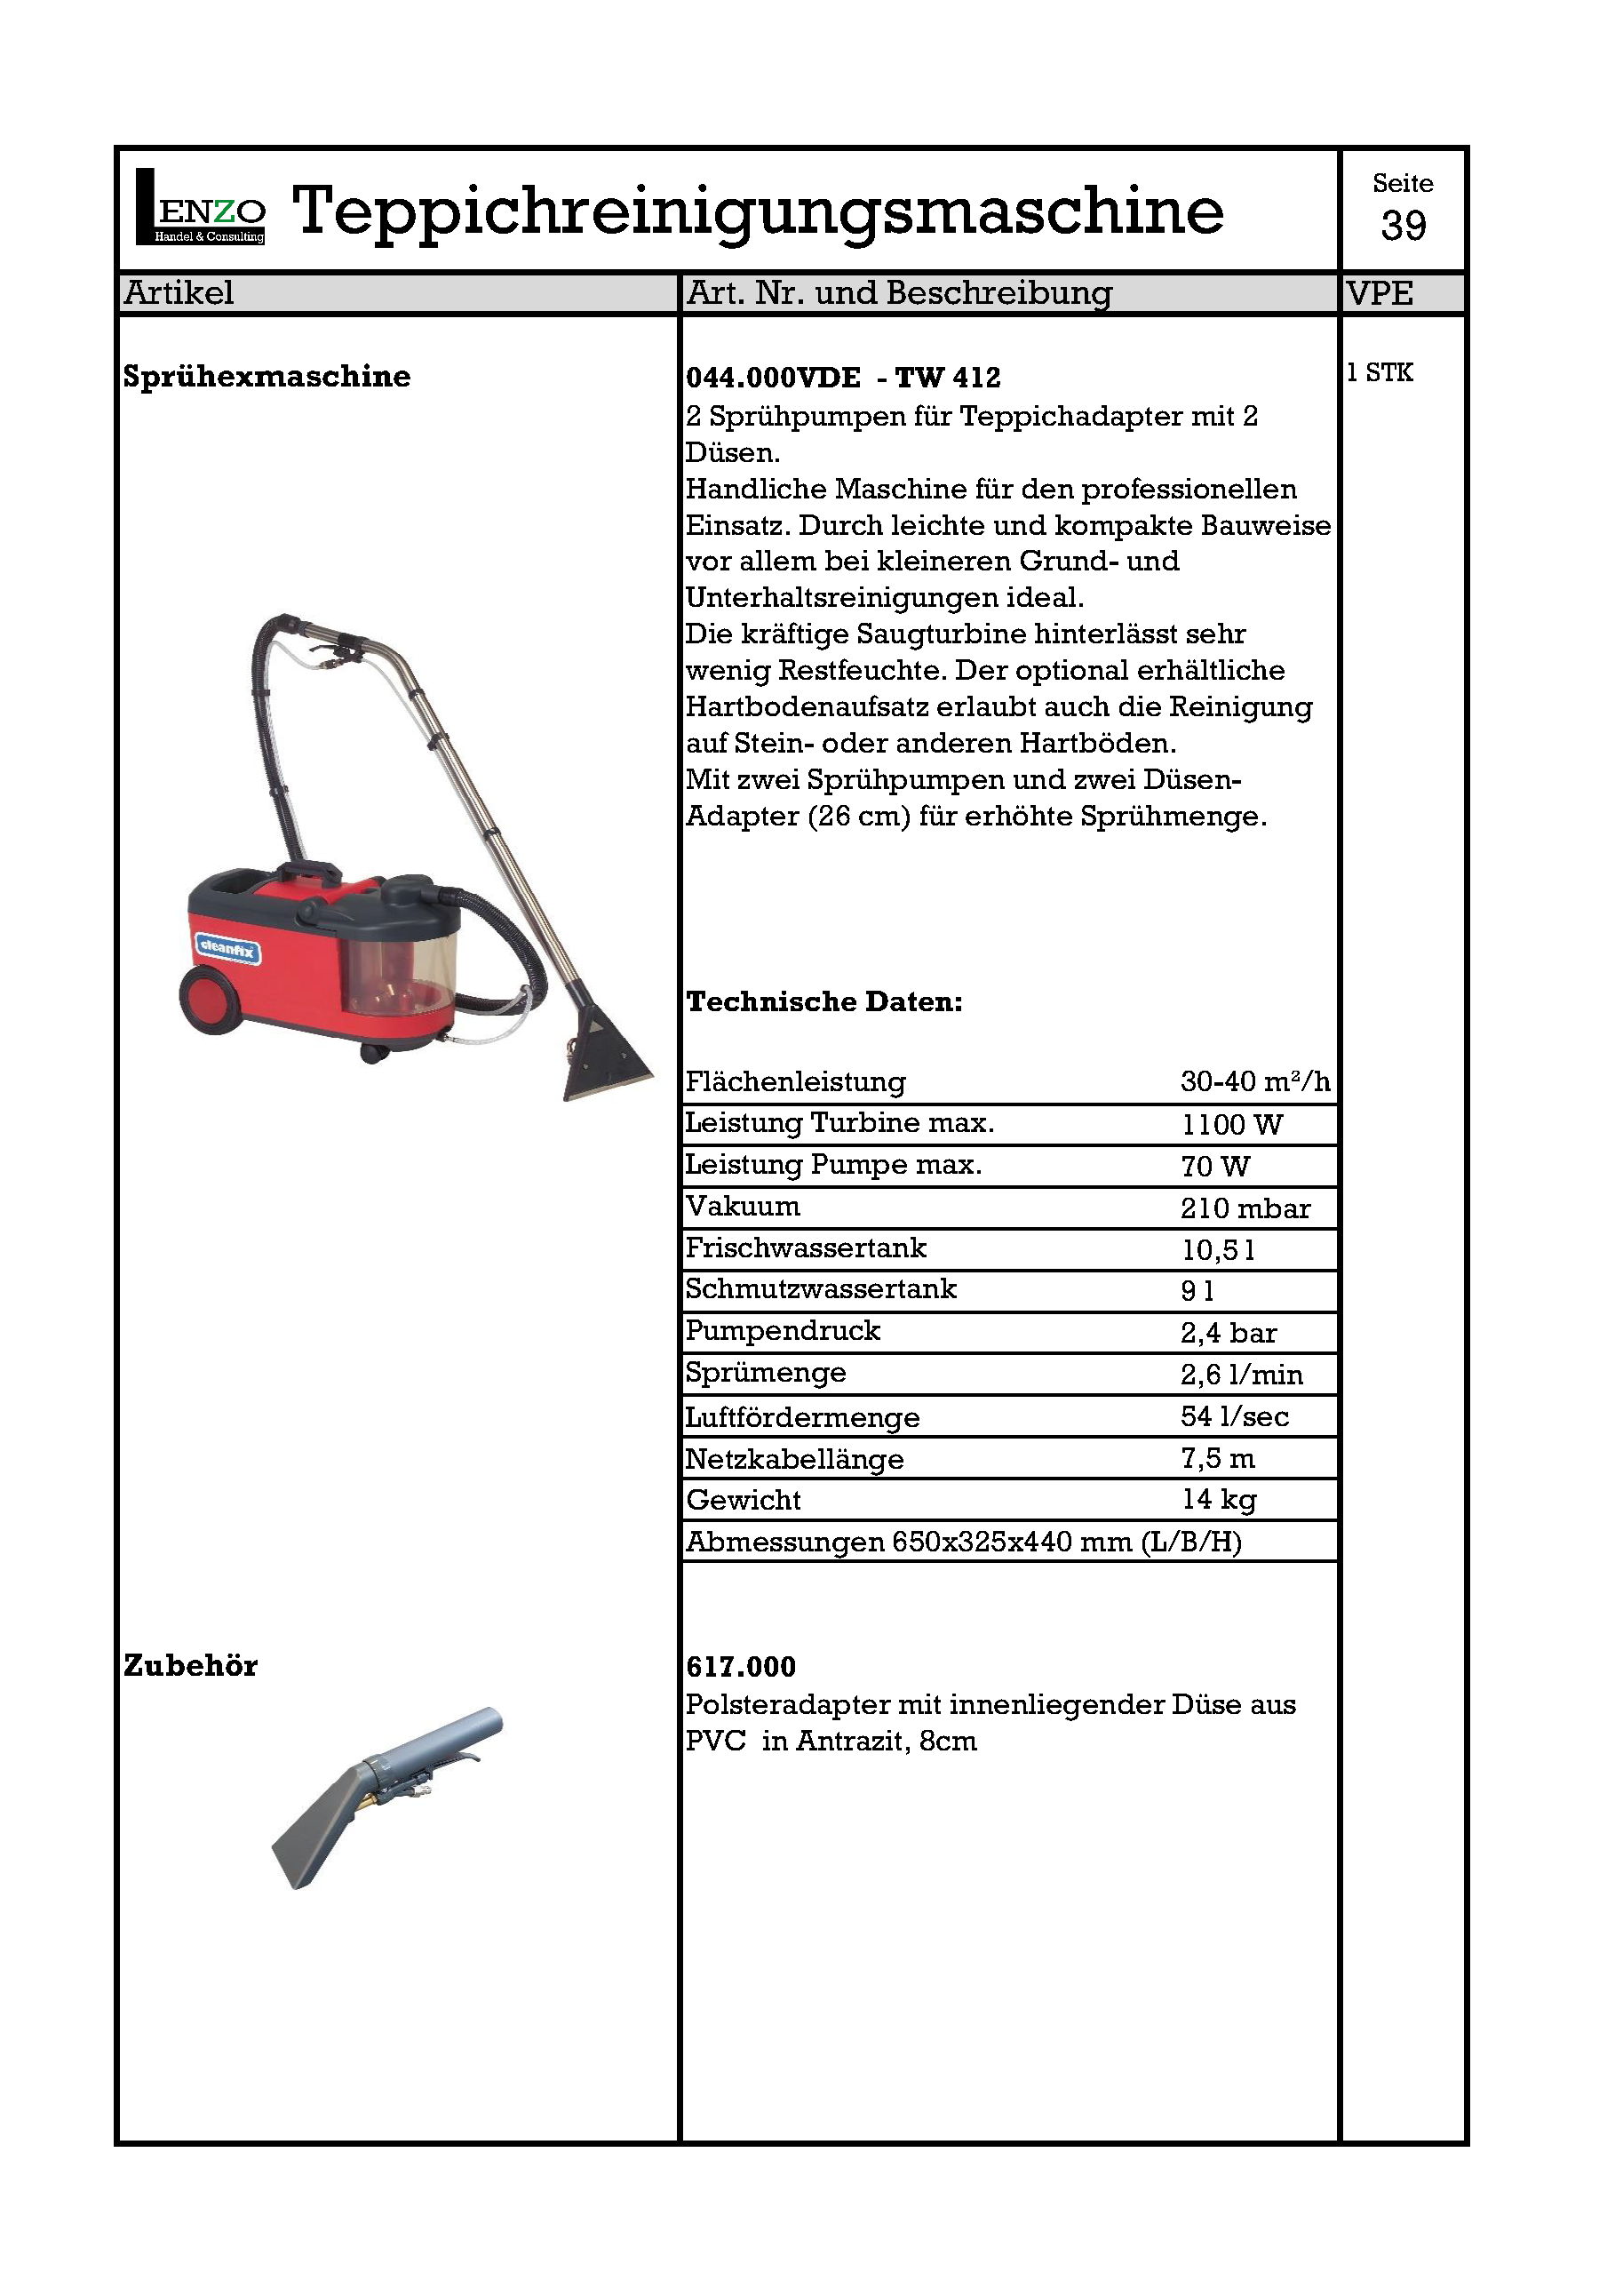 LENZO
Handel & Consulting
Teppichreinigungsmaschine
Seite
39
Artikel
Art. Nr. und Beschreibung
VPE
Sprühexmaschine
044.000VDE - TW 412
1 STK
2 Sprühpumpen für Teppichadapter mit 2
Düsen.
Handliche Maschine für den professionellen
Einsatz. Durch leichte und kompakte Bauweise
vor allem bei kleineren Grund- und
Unterhaltsreinigungen ideal.
Die kräftige Saugturbine hinterlässt sehr
wenig Restfeuchte. Der optional erhältliche
Hartbodenaufsatz erlaubt auch die Reinigung
auf Stein- oder anderen Hartböden.
Mit zwei Sprühpumpen und zwei Düsen-
Adapter (26 cm) für erhöhte Sprühmenge.
cleanfix
Technische Daten:
Flächenleistung 30-40 m²/h
Leistung Turbine max. 1100 W
Leistung Pumpe max. 70 W
Vakuum 210 mbar
Frischwassertank 10,5 l
Schmutzwassertank 9 l
Pumpendruck 2,4 bar
Sprümenge 2,6 l/min
Luftfördermenge 54 l/sec
Netzkabellänge 7,5 m
Gewicht 14 kg
Abmessungen 650x325x440 mm (L/B/H)
Zubehör
617.000
Polsteradapter mit innenliegender Düse aus
PVC in Antrazit, 8cm